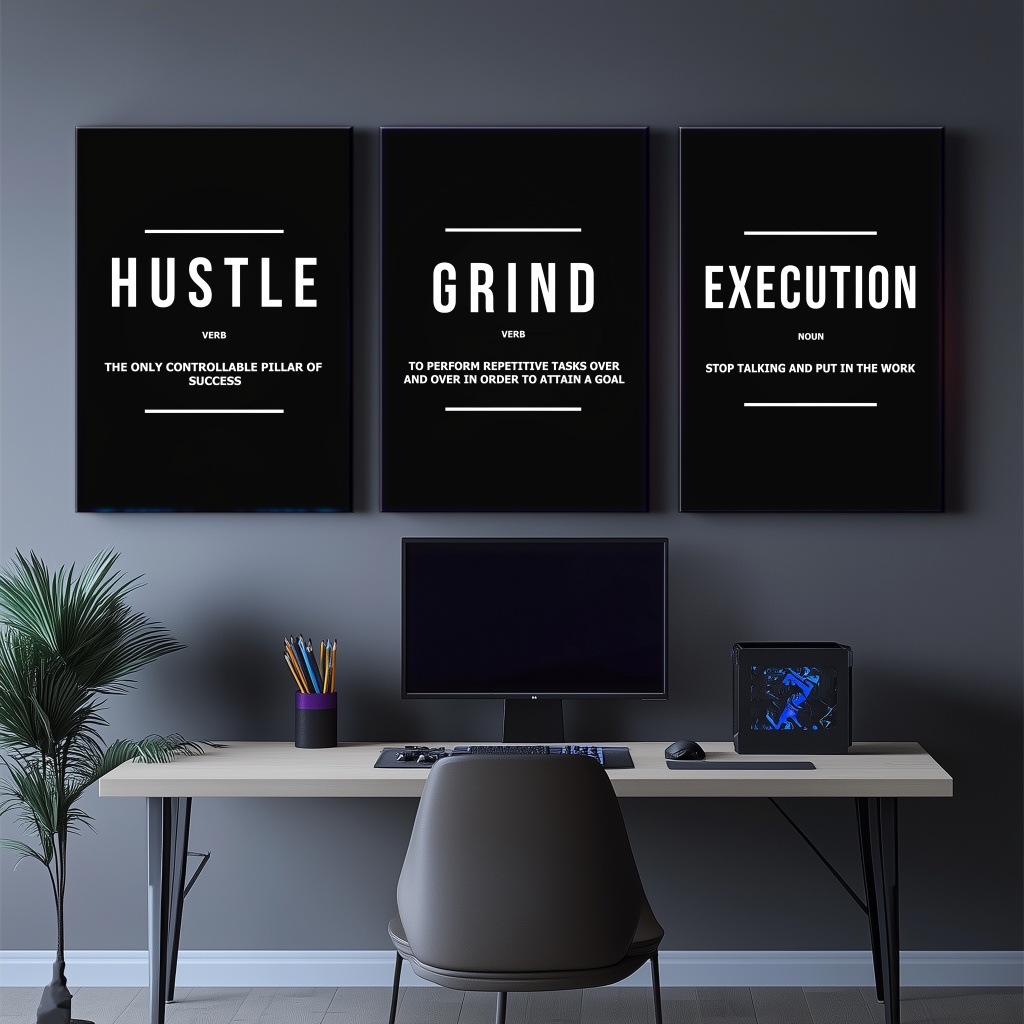 HUSTLE
VERB
THE ONLY CONTROLLABLE PILLAR OF
SUCCESS
GRIND
VERB
TO PERFORM REPETITIVE TASKS OVER
AND OVER IN ORDER TO ATTAIN A GOAL
EXECUTION
NOUN
STOP TALKING AND PUT IN THE WORK